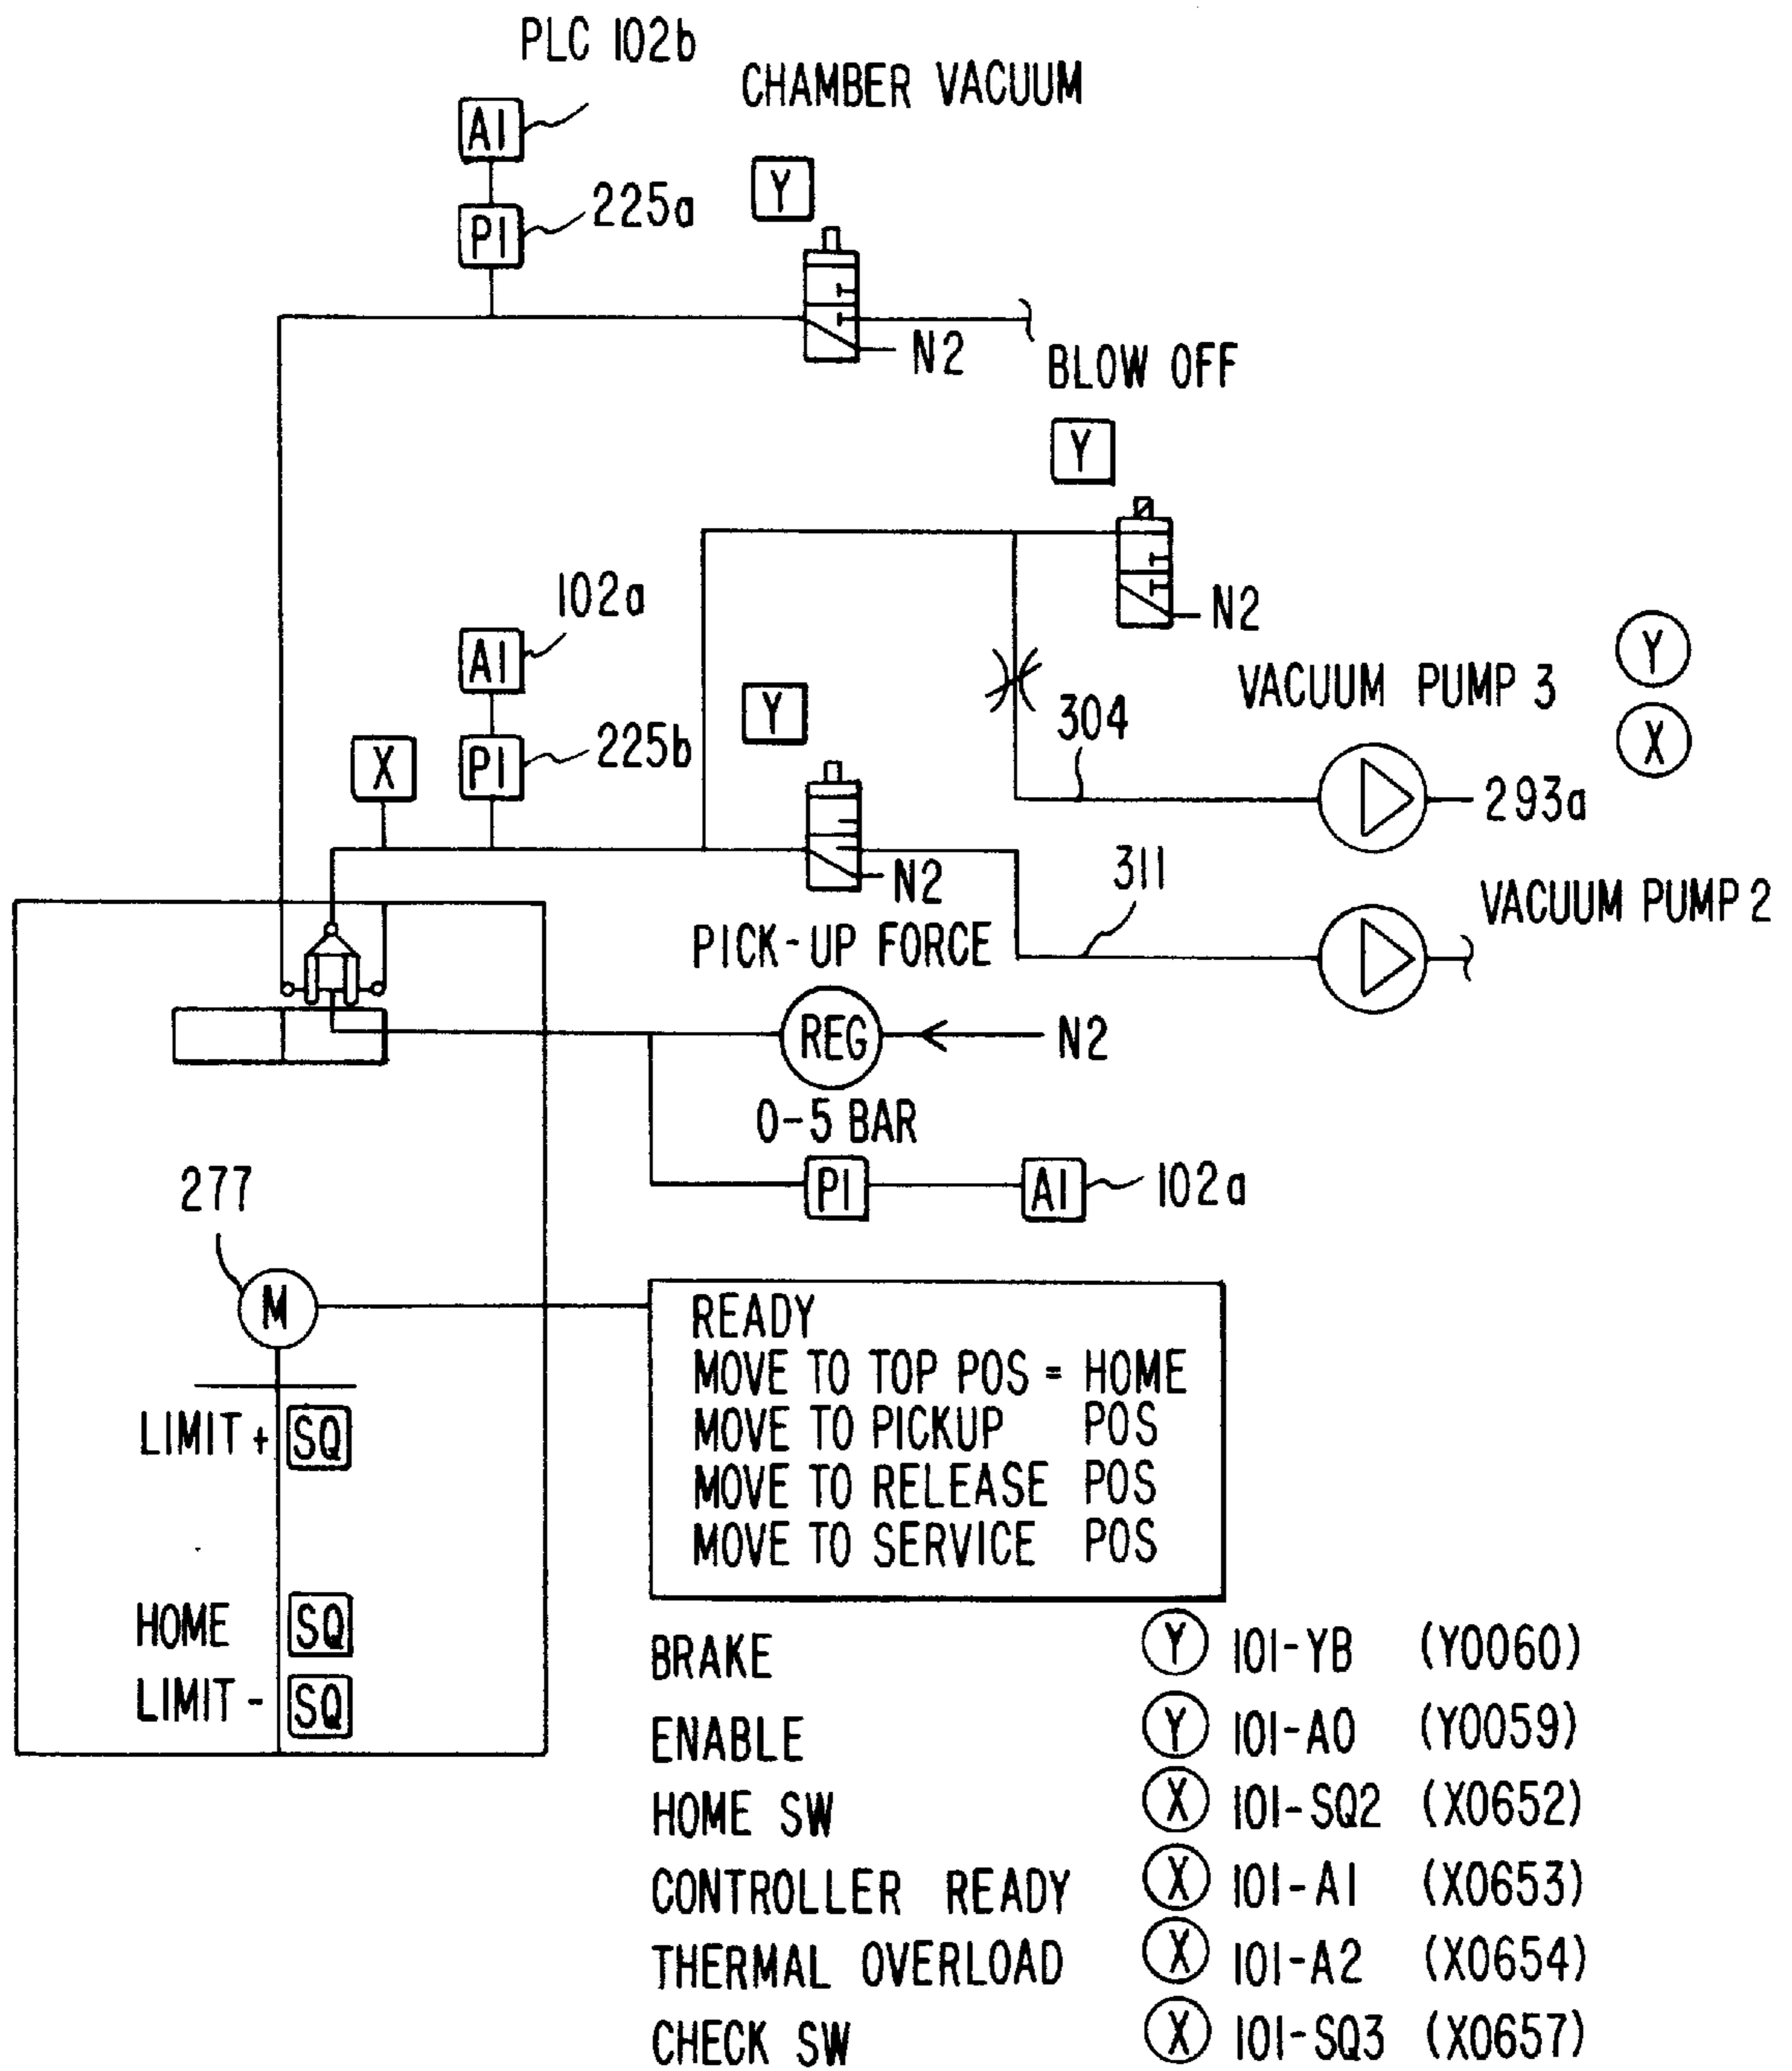 PLC 102b
CHAMBER VACUUM
AI
Y
PI
225a
N2
BLOW OFF
Y
102a
AI
N2
Y
VACUUM PUMP 3
Y
304
X
PI
225b
X
293a
N2
311
VACUUM PUMP 2
PICK-UP FORCE
REG
N2
0-5 BAR
277
PI
AI
102a
M
READY
MOVE TO TOP POS = HOME
MOVE TO PICKUP POS
MOVE TO RELEASE POS
MOVE TO SERVICE POS
LIMIT +
SQ
HOME
SQ
LIMIT -
SQ
BRAKE Y 101-YB (Y0060)
ENABLE Y 101-A0 (Y0059)
HOME SW X 101-SQ2 (X0652)
CONTROLLER READY X 101-A1 (X0653)
THERMAL OVERLOAD X 101-A2 (X0654)
CHECK SW X 101-SQ3 (X0657)